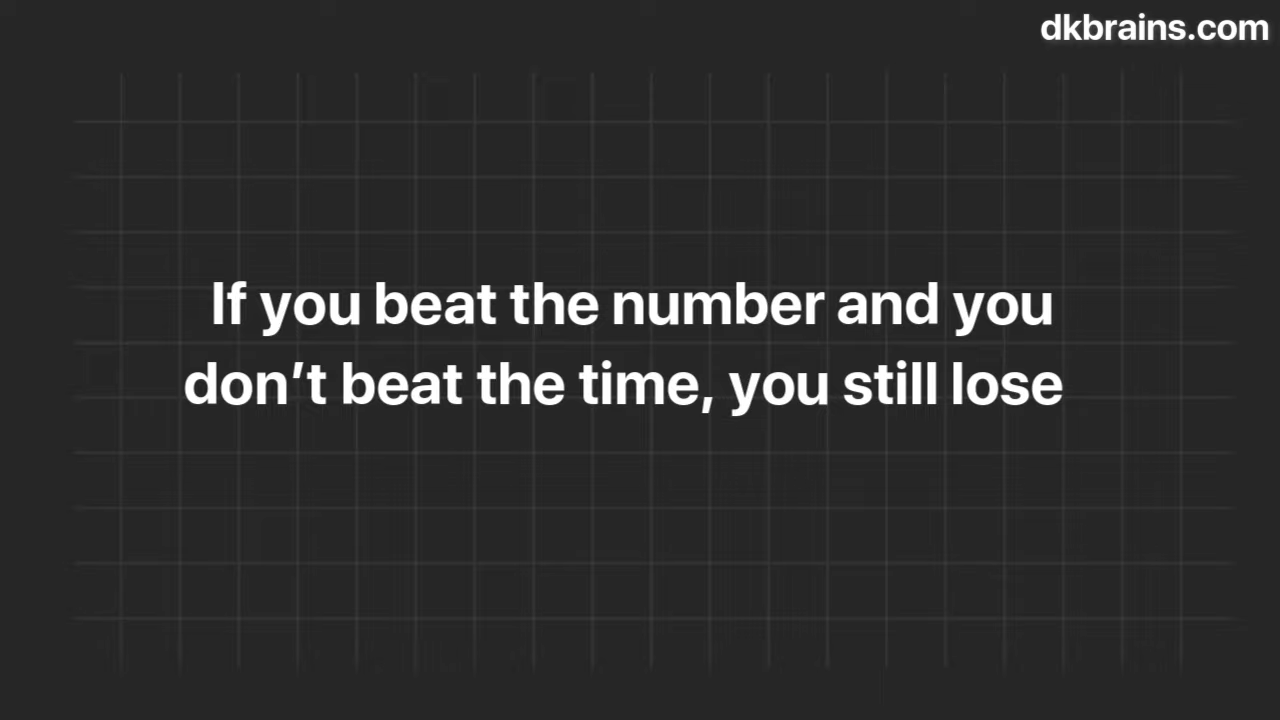 dkbrains.com
If you beat the number and you
don’t beat the time, you still lose